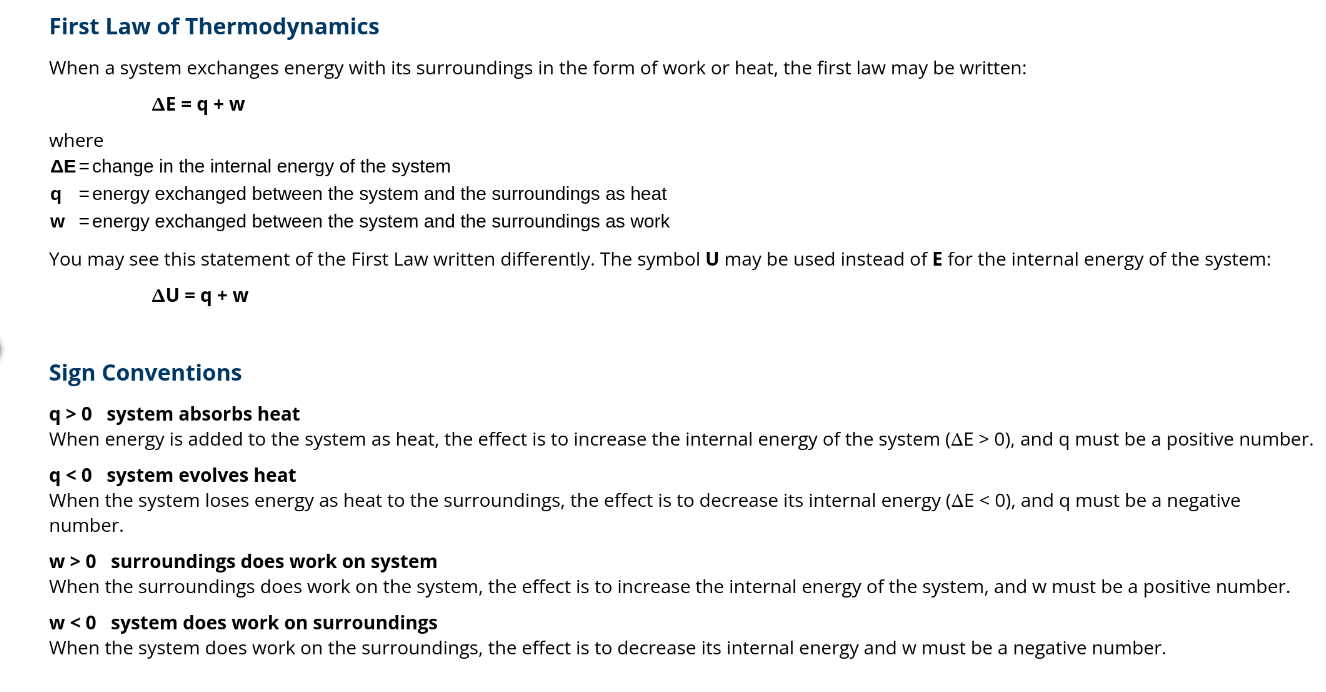 First Law of Thermodynamics
When a system exchanges energy with its surroundings in the form of work or heat, the first law may be written:
ΔE = q + w
where
ΔE = change in the internal energy of the system
q = energy exchanged between the system and the surroundings as heat
w = energy exchanged between the system and the surroundings as work
You may see this statement of the First Law written differently. The symbol U may be used instead of E for the internal energy of the system:
ΔU = q + w
Sign Conventions
q > 0 system absorbs heat
When energy is added to the system as heat, the effect is to increase the internal energy of the system (ΔE > 0), and q must be a positive number.
q < 0 system evolves heat
When the system loses energy as heat to the surroundings, the effect is to decrease its internal energy (ΔE < 0), and q must be a negative
number.
w > 0 surroundings does work on system
When the surroundings does work on the system, the effect is to increase the internal energy of the system, and w must be a positive number.
w < 0 system does work on surroundings
When the system does work on the surroundings, the effect is to decrease its internal energy and w must be a negative number.